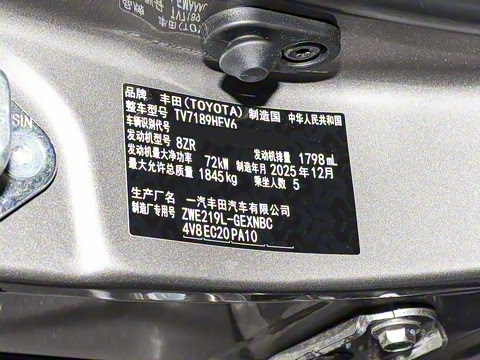 品牌 丰田(TOYOTA) 制造国 中华人民共和国
整车型号 TV7189HEV6
车辆识别代号
发动机型号 8ZR 发动机排量 1798mL
发动机最大净功率 72kW 制造年月 2025年12月
最大允许总质量 1845kg 乘坐人数 5
生产厂名 一汽丰田汽车有限公司
制造厂专用号 ZWE219L-GEXNBC
4V8EC20PA10
SIN